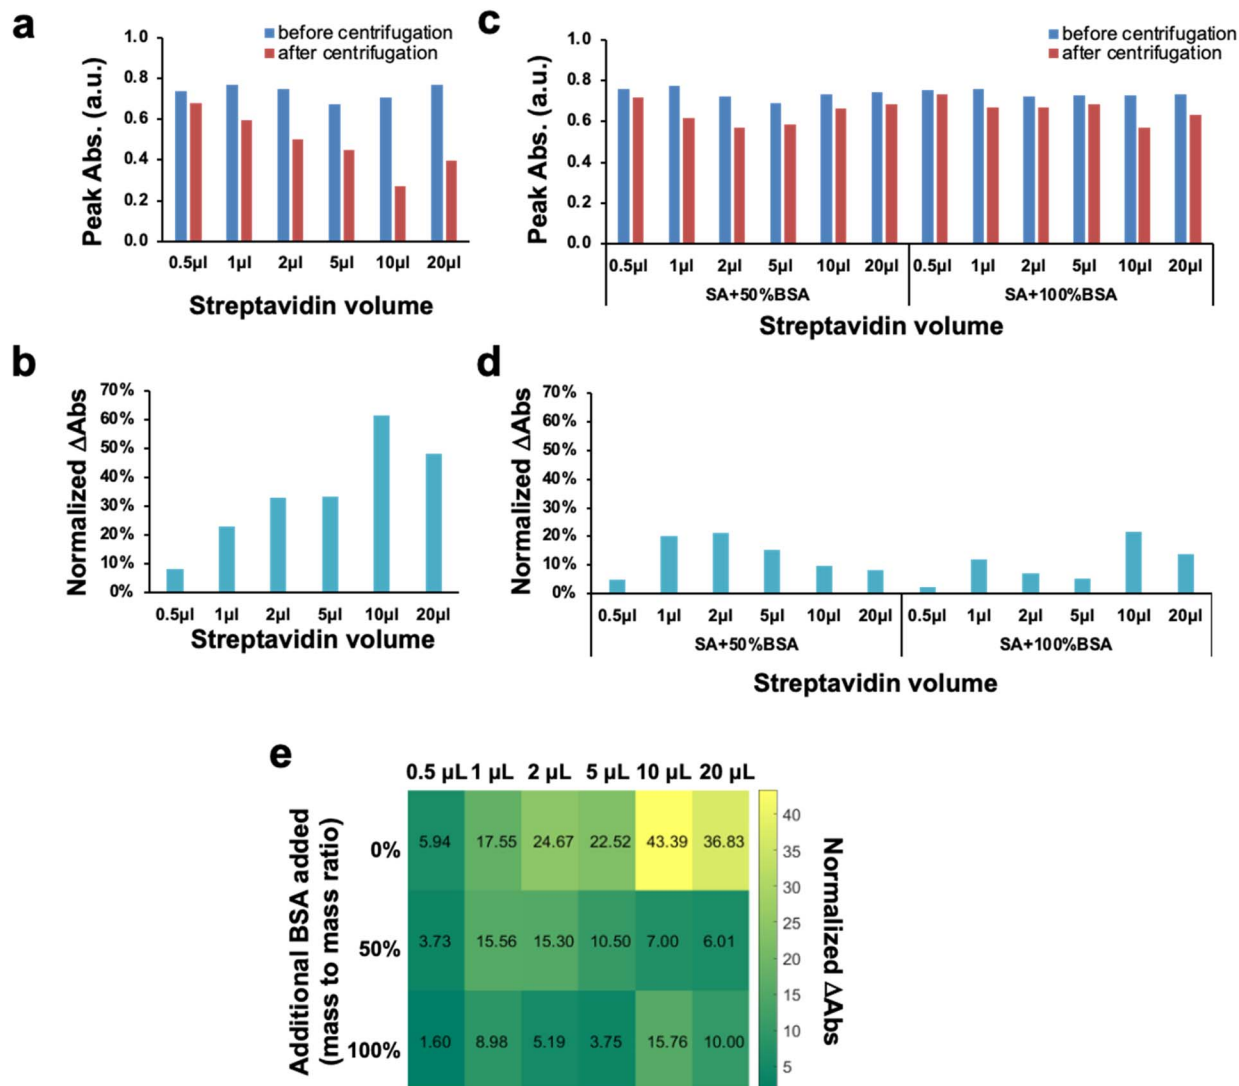 a
before centrifugation
after centrifugation
Peak Abs. (a.u.)
1.0
0.8
0.6
0.4
0.2
0.0
0.5µl 1µl 2µl 5µl 10µl 20µl
Streptavidin volume
c
before centrifugation
after centrifugation
Peak Abs. (a.u.)
1.0
0.8
0.6
0.4
0.2
0.0
0.5µl 1µl 2µl 5µl 10µl 20µl 0.5µl 1µl 2µl 5µl 10µl 20µl
SA+50%BSA SA+100%BSA
Streptavidin volume
b
Normalized ΔAbs
70%
60%
50%
40%
30%
20%
10%
0%
0.5µl 1µl 2µl 5µl 10µl 20µl
Streptavidin volume
d
Normalized ΔAbs
70%
60%
50%
40%
30%
20%
10%
0%
0.5µl 1µl 2µl 5µl 10µl 20µl 0.5µl 1µl 2µl 5µl 10µl 20µl
SA+50%BSA SA+100%BSA
Streptavidin volume
e
0.5 µL 1 µL 2 µL 5 µL 10 µL 20 µL
Additional BSA added
(mass to mass ratio)
0% 5.94 17.55 24.67 22.52 43.39 36.83
50% 3.73 15.56 15.30 10.50 7.00 6.01
100% 1.60 8.98 5.19 3.75 15.76 10.00
40
35
30
25
20
15
10
5
Normalized ΔAbs